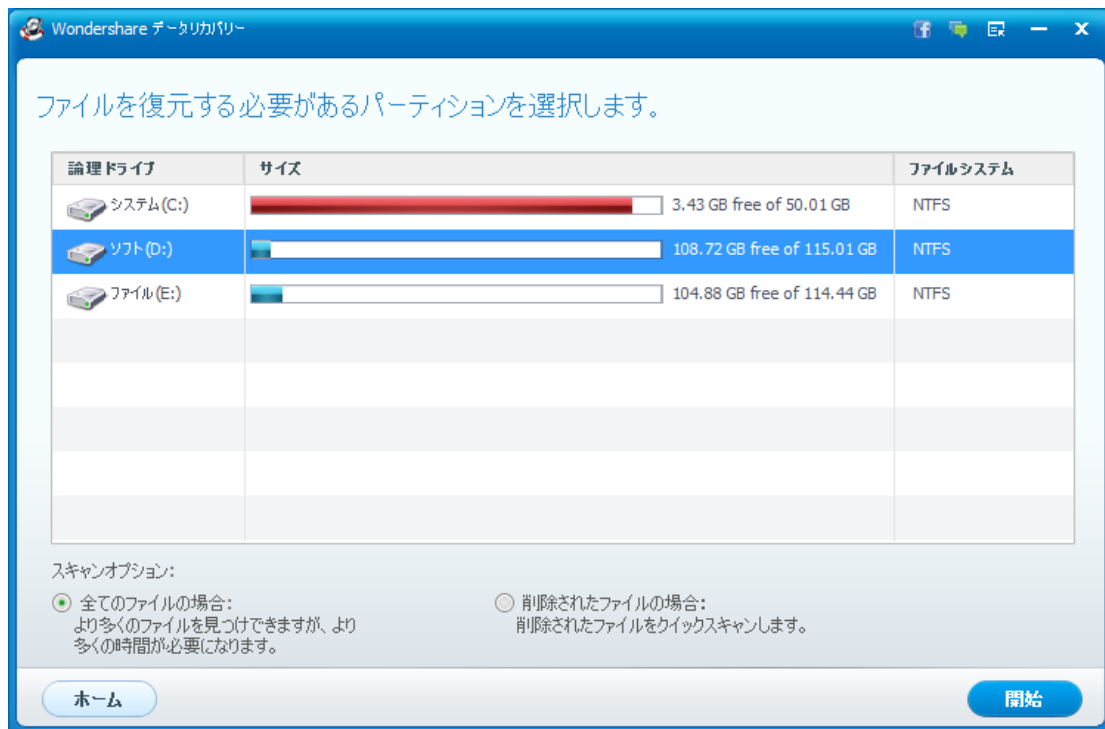 Wondershare データリカバリー
ファイルを復元する必要があるパーティションを選択します。
論理ドライブ サイズ ファイルシステム
システム(C:) 3.43 GB free of 50.01 GB NTFS
ソフト(D:) 108.72 GB free of 115.01 GB NTFS
ファイル(E:) 104.88 GB free of 114.44 GB NTFS
スキャンオプション:
全てのファイルの場合:
より多くのファイルを見つけできますが、より
多くの時間が必要になります。
削除されたファイルの場合:
削除されたファイルをクイックスキャンします。
ホーム 開始